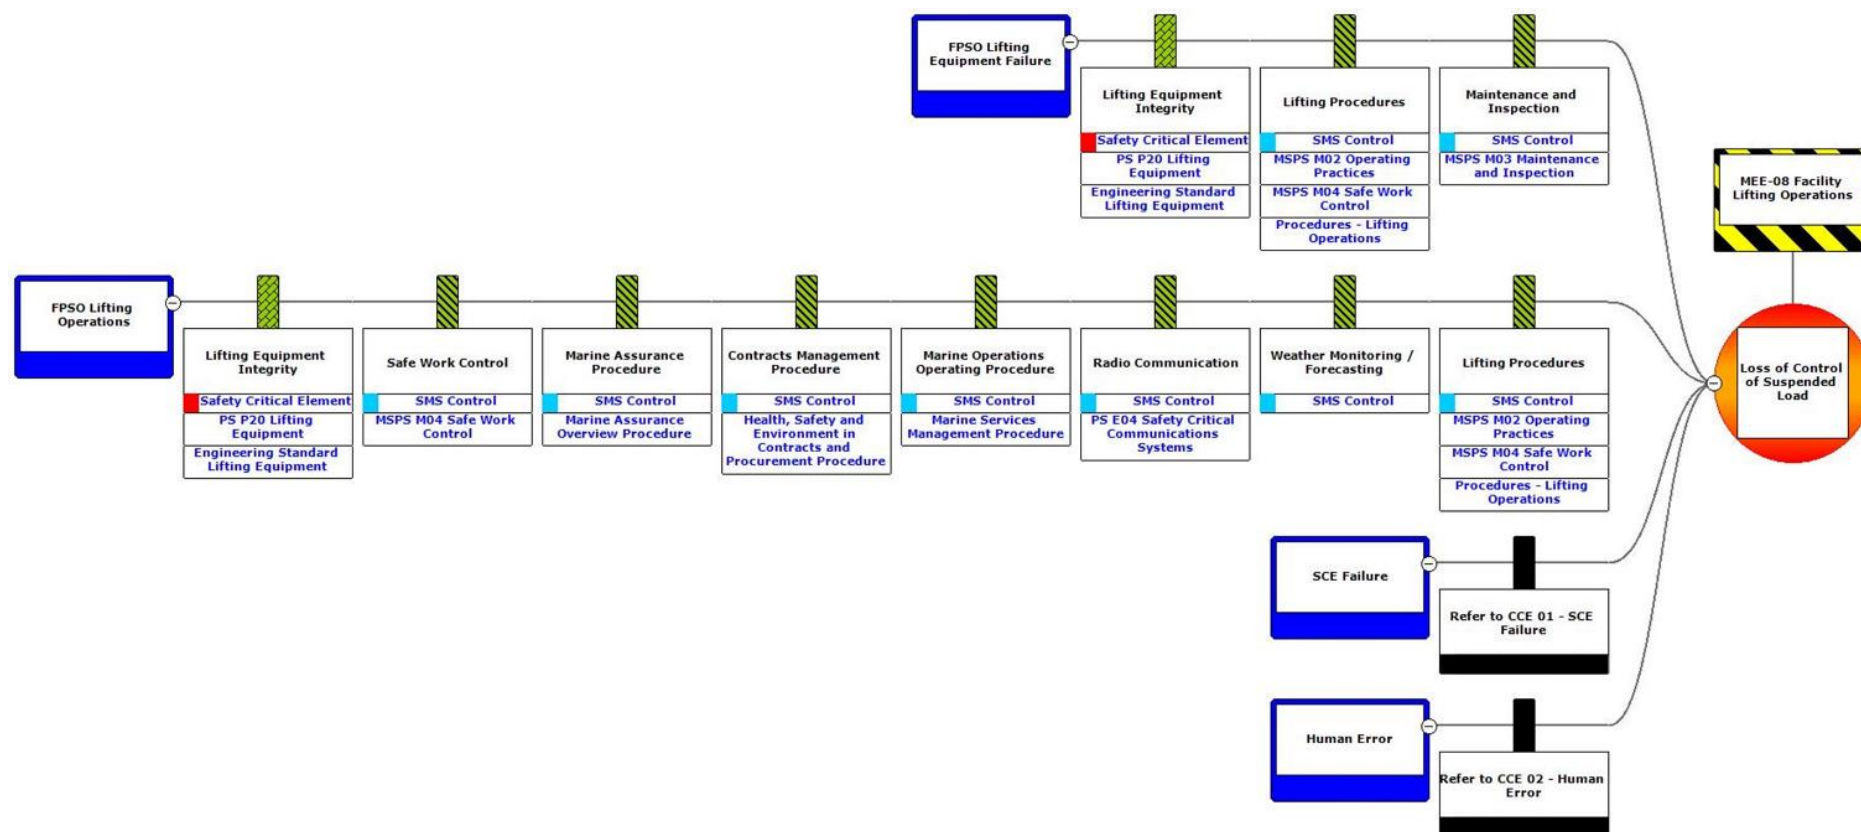 FPSO Lifting
Equipment Failure
Lifting Equipment
Integrity
Safety Critical Element
PS P20 Lifting
Equipment
Engineering Standard
Lifting Equipment
Lifting Procedures
SMS Control
MSPS M02 Operating
Practices
MSPS M04 Safe Work
Control
Procedures - Lifting
Operations
Maintenance and
Inspection
SMS Control
MSPS M03 Maintenance
and Inspection
MEE-08 Facility
Lifting Operations
FPSO Lifting
Operations
Lifting Equipment
Integrity
Safety Critical Element
PS P20 Lifting
Equipment
Engineering Standard
Lifting Equipment
Safe Work Control
SMS Control
MSPS M04 Safe Work
Control
Marine Assurance
Procedure
SMS Control
Marine Assurance
Overview Procedure
Contracts Management
Procedure
SMS Control
Health, Safety and
Environment in
Contracts and
Procurement Procedure
Marine Operations
Operating Procedure
SMS Control
Marine Services
Management Procedure
Radio Communication
SMS Control
PS E04 Safety Critical
Communications
Systems
Weather Monitoring /
Forecasting
SMS Control
Lifting Procedures
SMS Control
MSPS M02 Operating
Practices
MSPS M04 Safe Work
Control
Procedures - Lifting
Operations
Loss of Control
of Suspended
Load
SCE Failure
Refer to CCE 01 - SCE
Failure
Human Error
Refer to CCE 02 - Human
Error